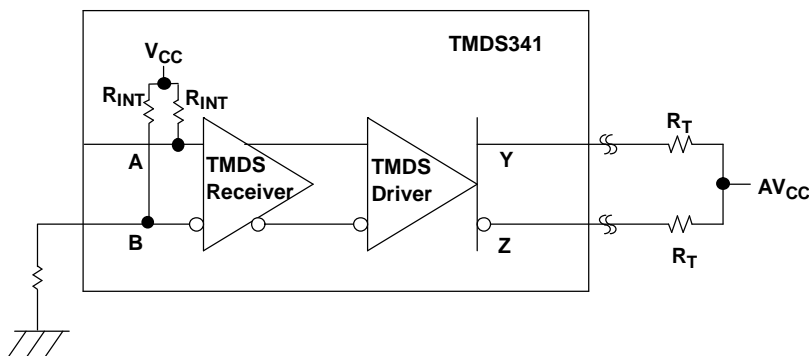 TMDS341
VCC
RINT
RINT
A
TMDS
Receiver
TMDS
Driver
Y
RT
AVCC
B
Z
RT